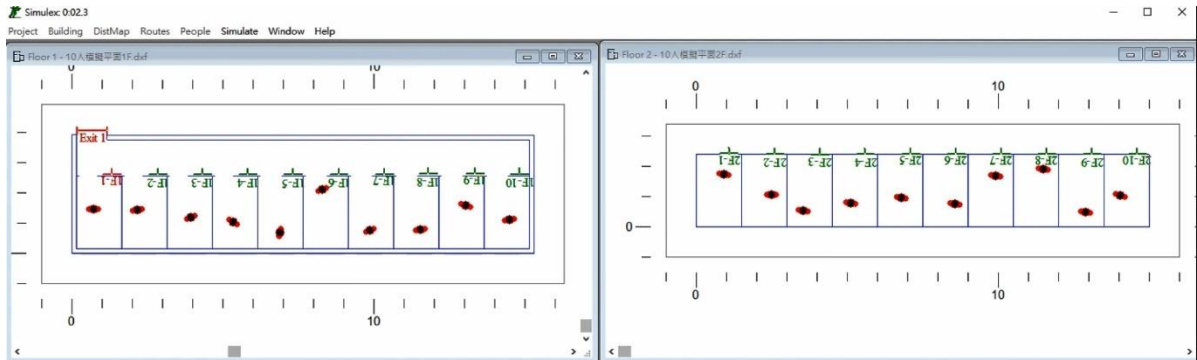 Simulex: 0:02.3
Project Building DistMap Routes People Simulate Window Help
Floor 1 - 10人模擬平面1F.dxf
0 10
Exit 1
1F-1 1F-2 1F-3 1F-4 1F-5 1F-6 1F-7 1F-8 1F-9 1F-10
0 10
Floor 2 - 10人模擬平面2F.dxf
0 10
2F-1 2F-2 2F-3 2F-4 2F-5 2F-6 2F-7 2F-8 2F-9 2F-10
0
0 10